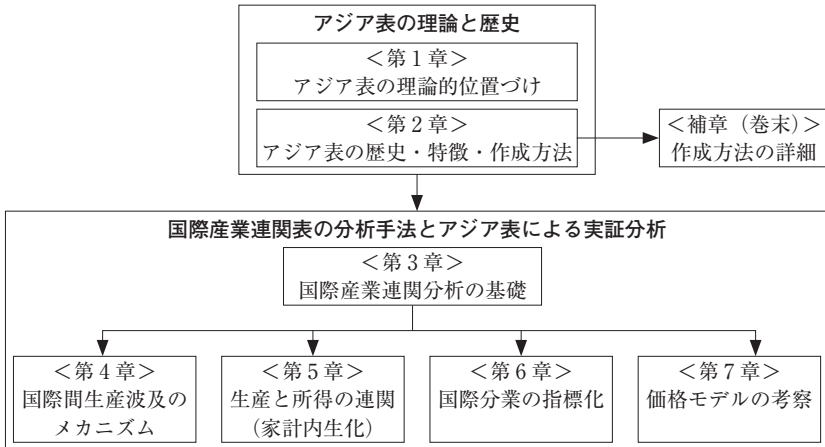 アジア表の理論と歴史
＜第１章＞
アジア表の理論的位置づけ
＜第２章＞
アジア表の歴史・特徴・作成方法
＜補章（巻末）＞
作成方法の詳細
国際産業連関表の分析手法とアジア表による実証分析
＜第３章＞
国際産業連関分析の基礎
＜第４章＞
国際間生産波及の
メカニズム
＜第５章＞
生産と所得の連関
（家計内生化）
＜第６章＞
国際分業の指標化
＜第７章＞
価格モデルの考察